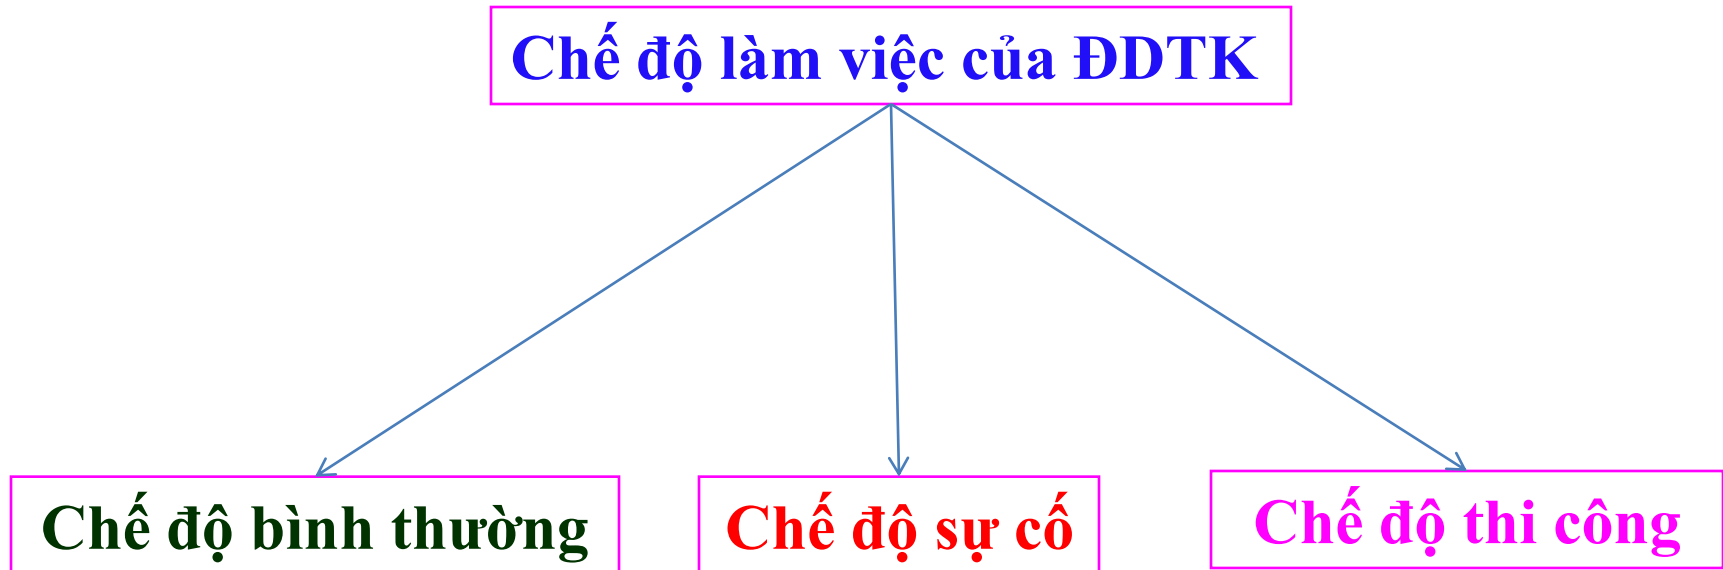 Chế độ làm việc của ĐDTK
Chế độ bình thường
Chế độ sự cố
Chế độ thi công